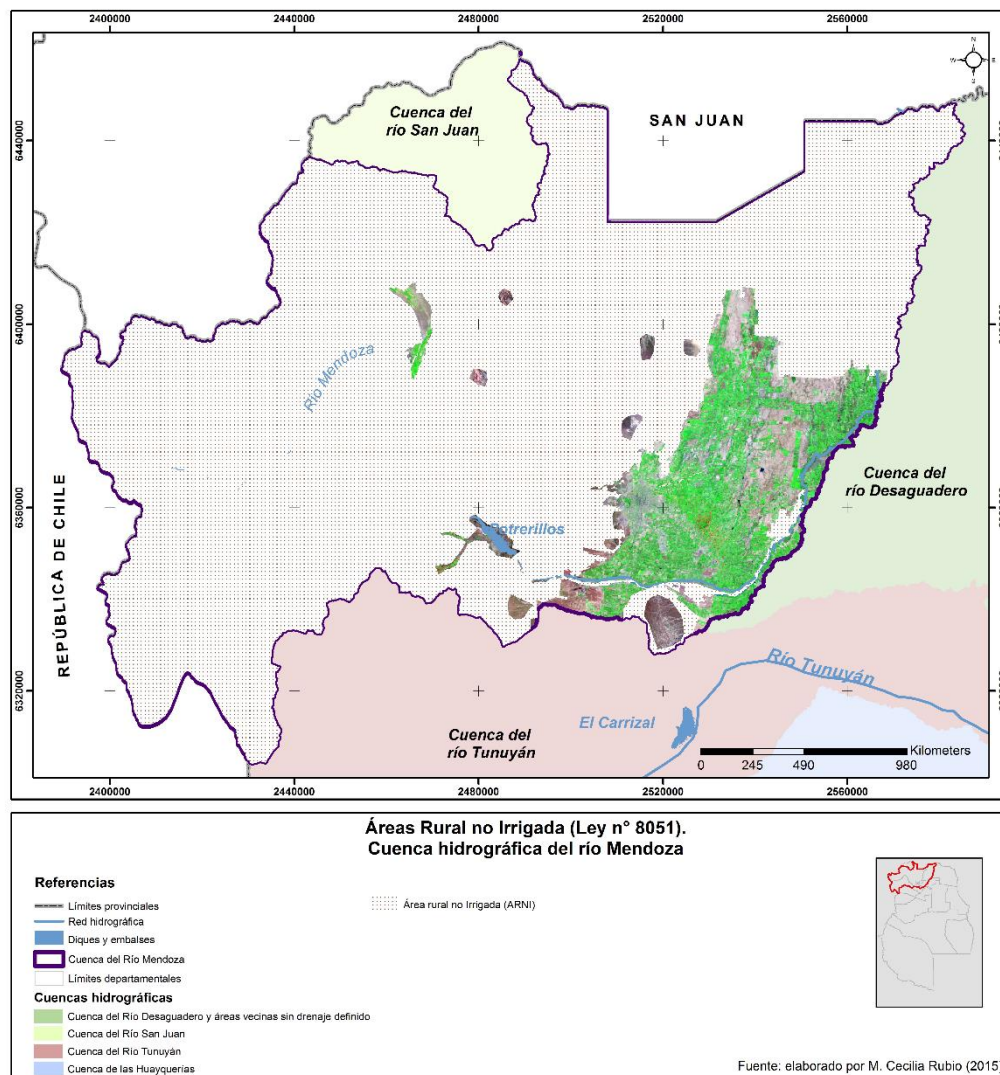 2400000 2440000 2480000 2520000 2560000
N
W E
S
Cuenca del
río San Juan
SAN JUAN
6440000
6400000
Río Mendoza
Cuenca del
río Desaguadero
6360000
Potrerillos
REPÚBLICA DE CHILE
Río Tunuyán
6320000
El Carrizal
Cuenca del
río Tunuyán
Kilometers
0 245 490 980
2400000 2440000 2480000 2520000 2560000
Áreas Rural no Irrigada (Ley n° 8051).
Cuenca hidrográfica del río Mendoza
Referencias
Límites provinciales
Red hidrográfica
Diques y embalses
Cuenca del Río Mendoza
Límites departamentales
Área rural no Irrigada (ARNI)
Cuencas hidrográficas
Cuenca del Río Desaguadero y áreas vecinas sin drenaje definido
Cuenca del Río San Juan
Cuenca del Río Tunuyán
Cuenca de las Huayquerías
Fuente: elaborado por M. Cecilia Rubio (2015)